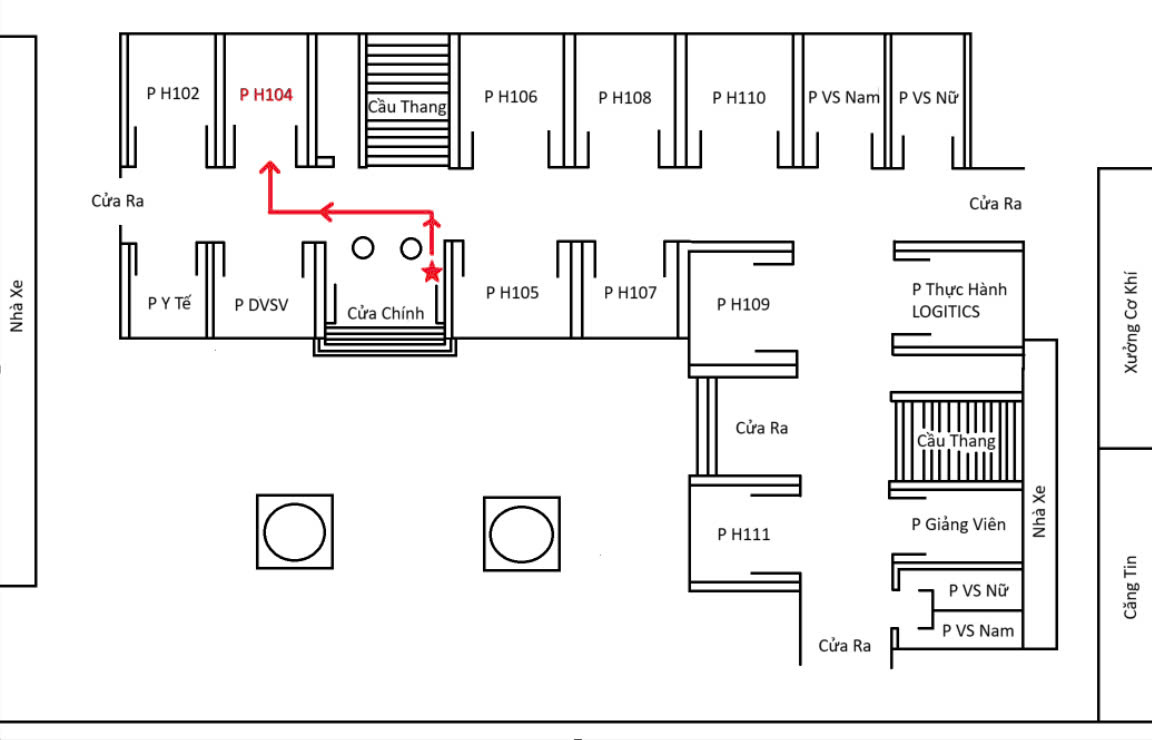 P H102
P H104
Cầu Thang
P H106
P H108
P H110
P VS Nam
P VS Nữ
Cửa Ra
Cửa Ra
Nhà Xe
P Y Tế
P DVSV
Cửa Chính
P H105
P H107
P H109
P Thực Hành
LOGITICS
Xưởng Cơ Khí
Cửa Ra
Cầu Thang
Nhà Xe
P H111
P Giảng Viên
P VS Nữ
P VS Nam
Căng Tin
Cửa Ra